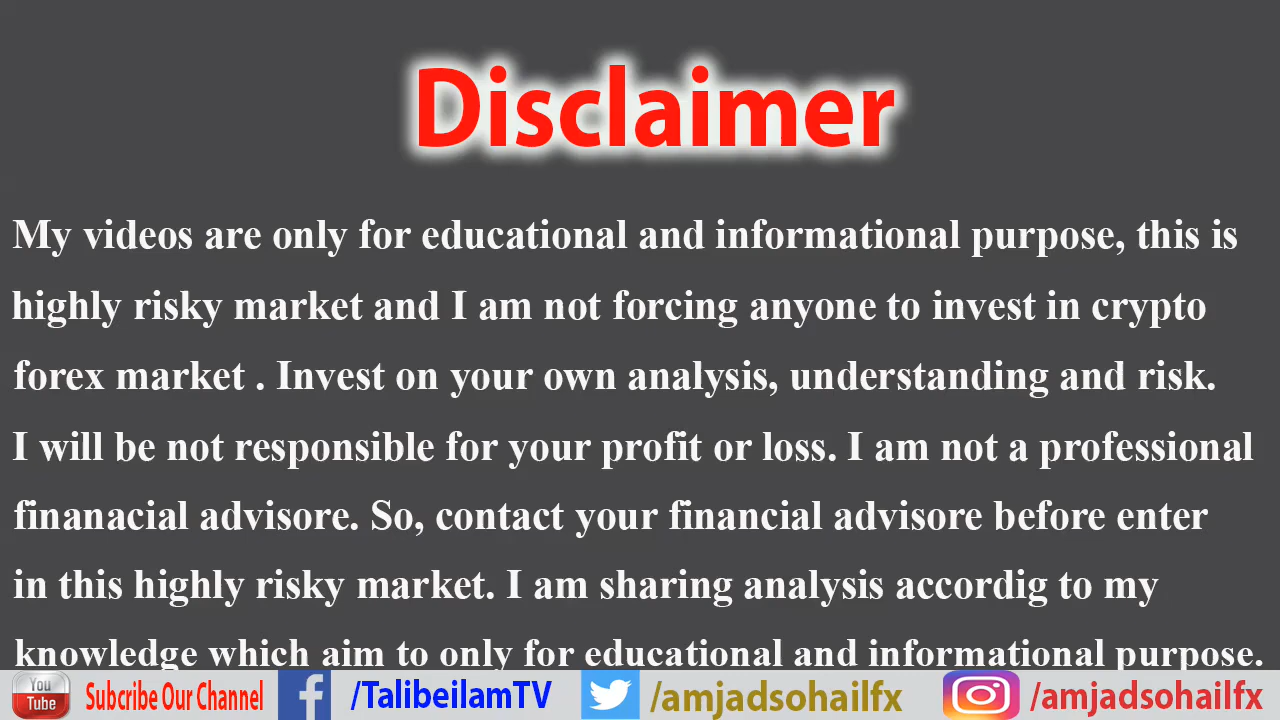 Disclaimer
My videos are only for educational and informational purpose, this is
highly risky market and I am not forcing anyone to invest in crypto
forex market . Invest on your own analysis, understanding and risk.
I will be not responsible for your profit or loss. I am not a professional
finanacial advisore. So, contact your financial advisore before enter
in this highly risky market. I am sharing analysis accordig to my
knowledge which aim to only for educational and informational purpose.
You Tube Subcribe Our Channel f /TalibeilamTV /amjadsohailfx /amjadsohailfx